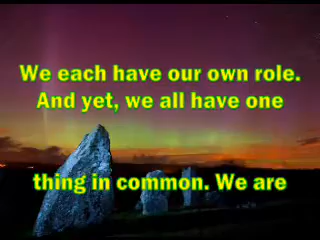 We each have our own role.
And yet, we all have one
thing in common. We are